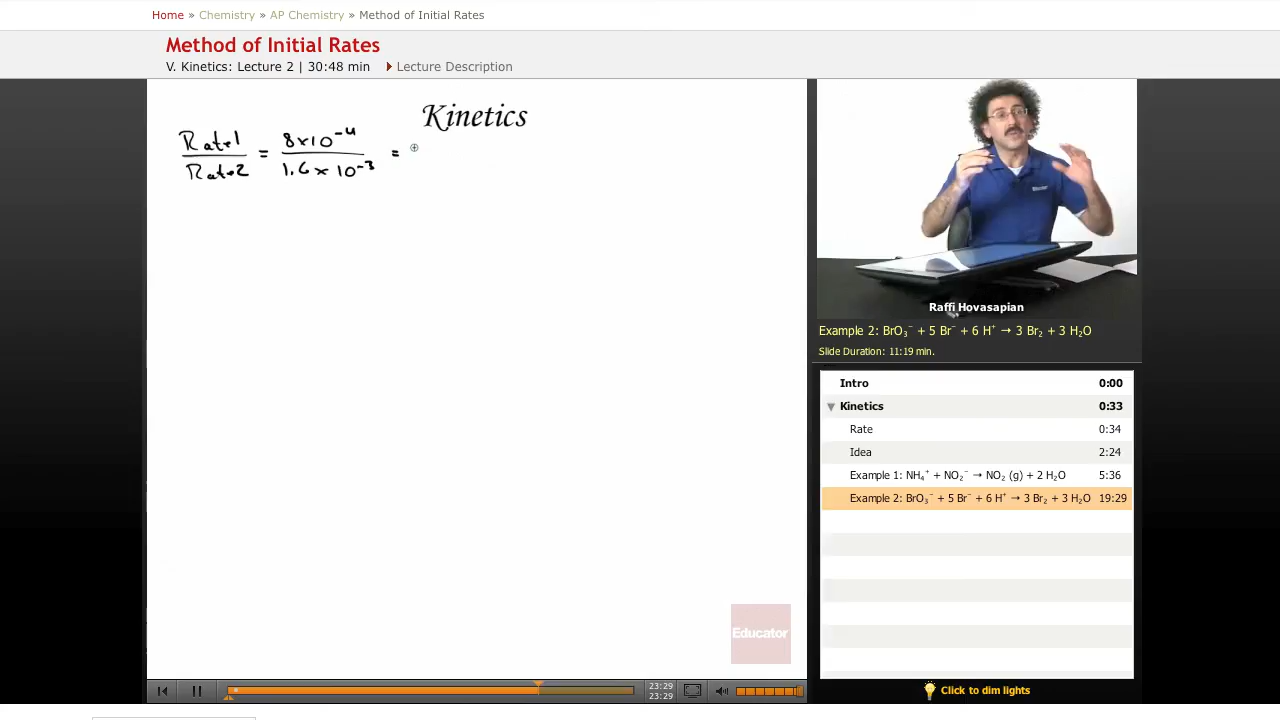 Home » Chemistry » AP Chemistry » Method of Initial Rates
Method of Initial Rates
V. Kinetics: Lecture 2 | 30:48 min Lecture Description
Kinetics
Rate1 / Rate2 = 8×10⁻⁴ / 1.6×10⁻³ =
Raffi Hovasapian
Example 2: BrO₃⁻ + 5 Br⁻ + 6 H⁺ → 3 Br₂ + 3 H₂O
Slide Duration: 11:19 min.
Intro 0:00
Kinetics 0:33
Rate 0:34
Idea 2:24
Example 1: NH₄⁺ + NO₂⁻ → NO₂ (g) + 2 H₂O 5:36
Example 2: BrO₃⁻ + 5 Br⁻ + 6 H⁺ → 3 Br₂ + 3 H₂O 19:29
Educator
23:29
23:29
Click to dim lights